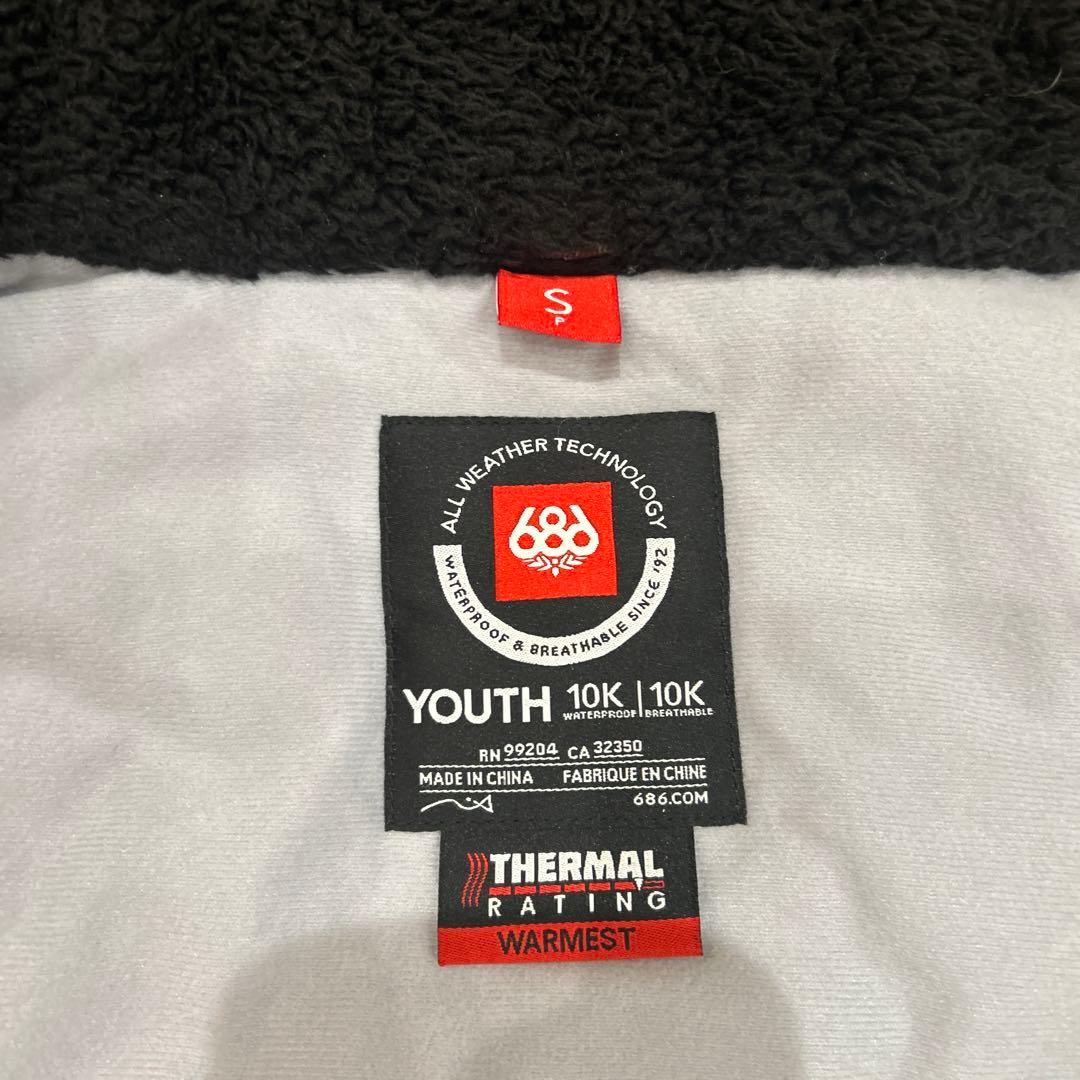 S
P
ALL WEATHER TECHNOLOGY
686
WATERPROOF & BREATHABLE SINCE '92
YOUTH 10K | 10K
WATERPROOF BREATHABLE
RN 99204 CA 32350
MADE IN CHINA FABRIQUE EN CHINE
686.COM
THERMAL
RATING
WARMEST